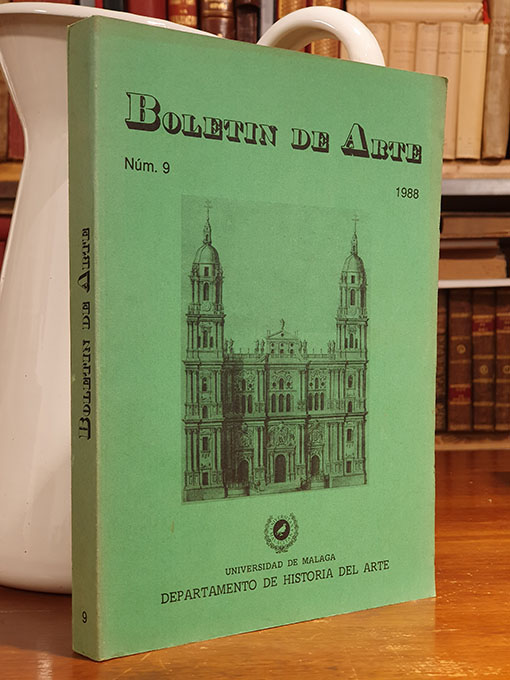 BOLETIN DE ARTE
Núm. 9
1988
UNIVERSIDAD DE MALAGA
DEPARTAMENTO DE HISTORIA DEL ARTE
BOLETIN DE ARTE
9